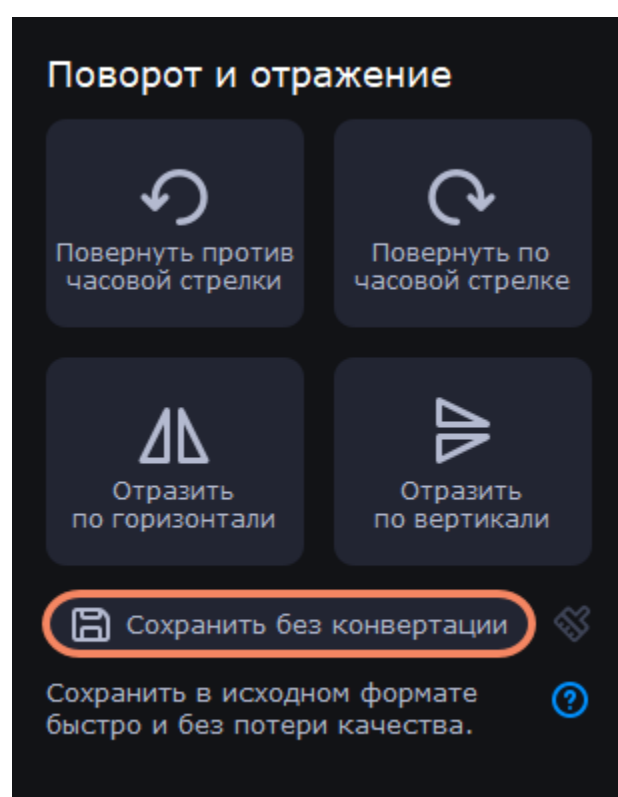 Поворот и отражение
Повернуть против
часовой стрелки
Повернуть по
часовой стрелке
Отразить
по горизонтали
Отразить
по вертикали
Сохранить без конвертации
Сохранить в исходном формате
быстро и без потери качества.
?